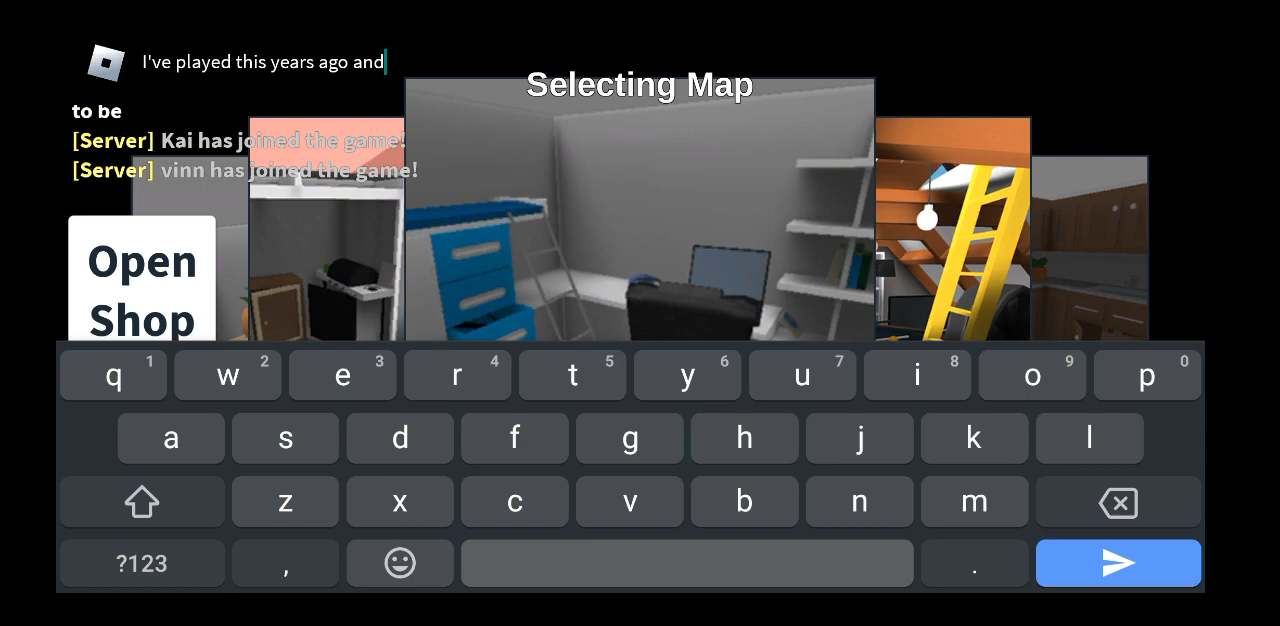 I've played this years ago and
Selecting Map
to be
[Server] Kai has joined the game!
[Server] vinn has joined the game!
Open
Shop
q 1 w 2 e 3 r 4 t 5 y 6 u 7 i 8 o 9 p 0
a s d f g h j k l
z x c v b n m
?123 , .